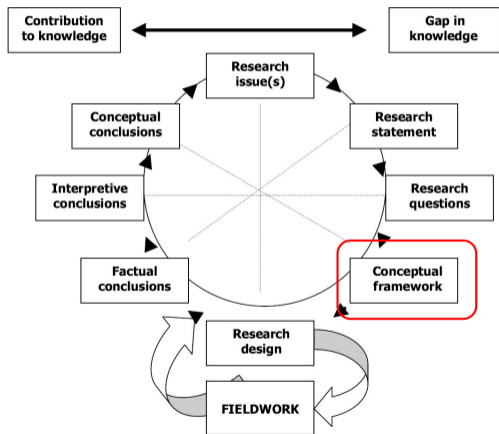 Contribution
to knowledge
Gap in
knowledge
Research
issue(s)
Conceptual
conclusions
Research
statement
Interpretive
conclusions
Research
questions
Factual
conclusions
Conceptual
framework
Research
design
FIELDWORK